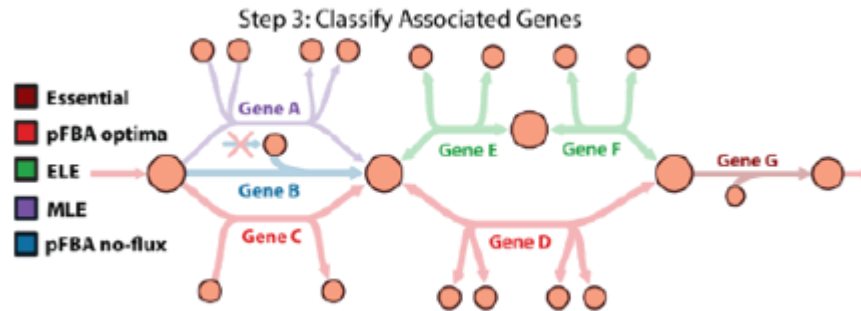 Step 3: Classify Associated Genes
Essential
pFBA optima
ELE
MLE
pFBA no-flux
Gene A
Gene B
Gene C
Gene E
Gene F
Gene D
Gene G